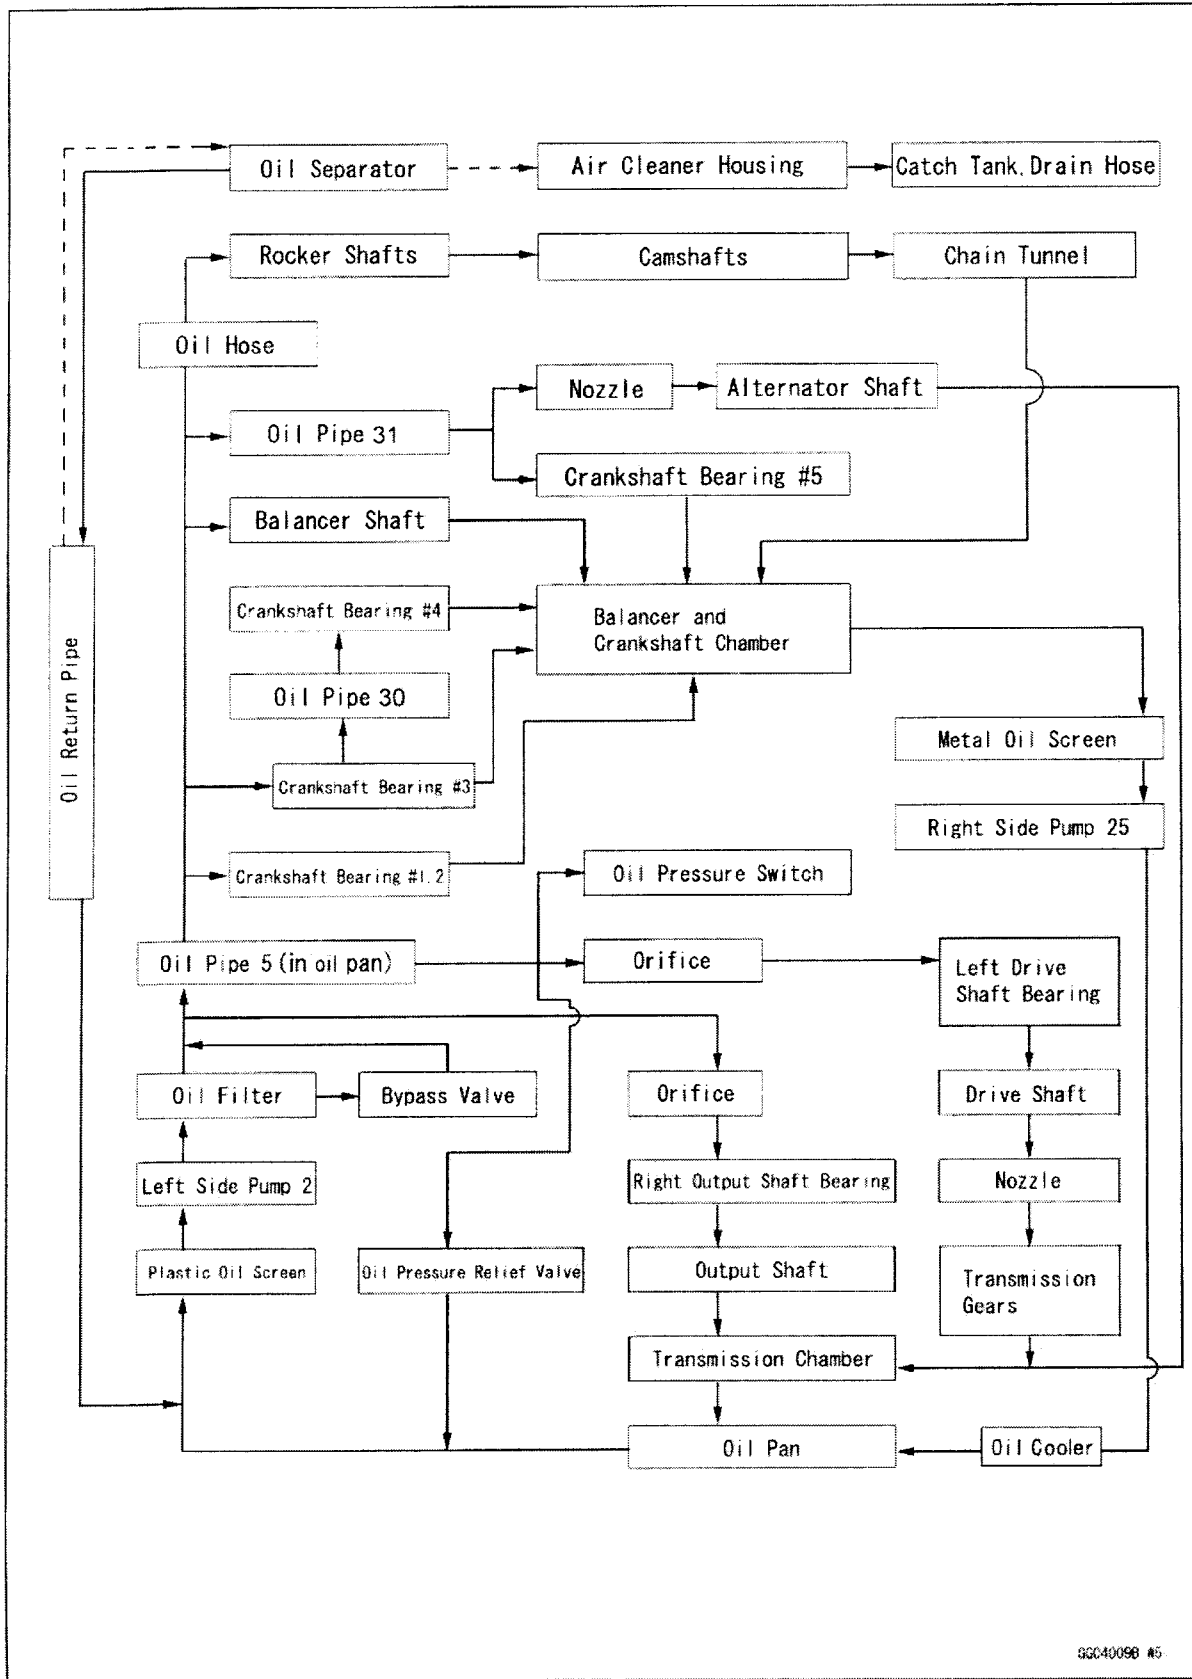 Oil Separator
Air Cleaner Housing
Catch Tank, Drain Hose
Rocker Shafts
Camshafts
Chain Tunnel
Oil Hose
Nozzle
Alternator Shaft
Oil Pipe 31
Crankshaft Bearing #5
Balancer Shaft
Crankshaft Bearing #4
Balancer and
Crankshaft Chamber
Oil Return Pipe
Oil Pipe 30
Metal Oil Screen
Crankshaft Bearing #3
Right Side Pump 25
Crankshaft Bearing #1.2
Oil Pressure Switch
Oil Pipe 5 (in oil pan)
Orifice
Left Drive
Shaft Bearing
Oil Filter
Bypass Valve
Orifice
Drive Shaft
Left Side Pump 2
Right Output Shaft Bearing
Nozzle
Plastic Oil Screen
Oil Pressure Relief Valve
Output Shaft
Transmission
Gears
Transmission Chamber
Oil Pan
Oil Cooler